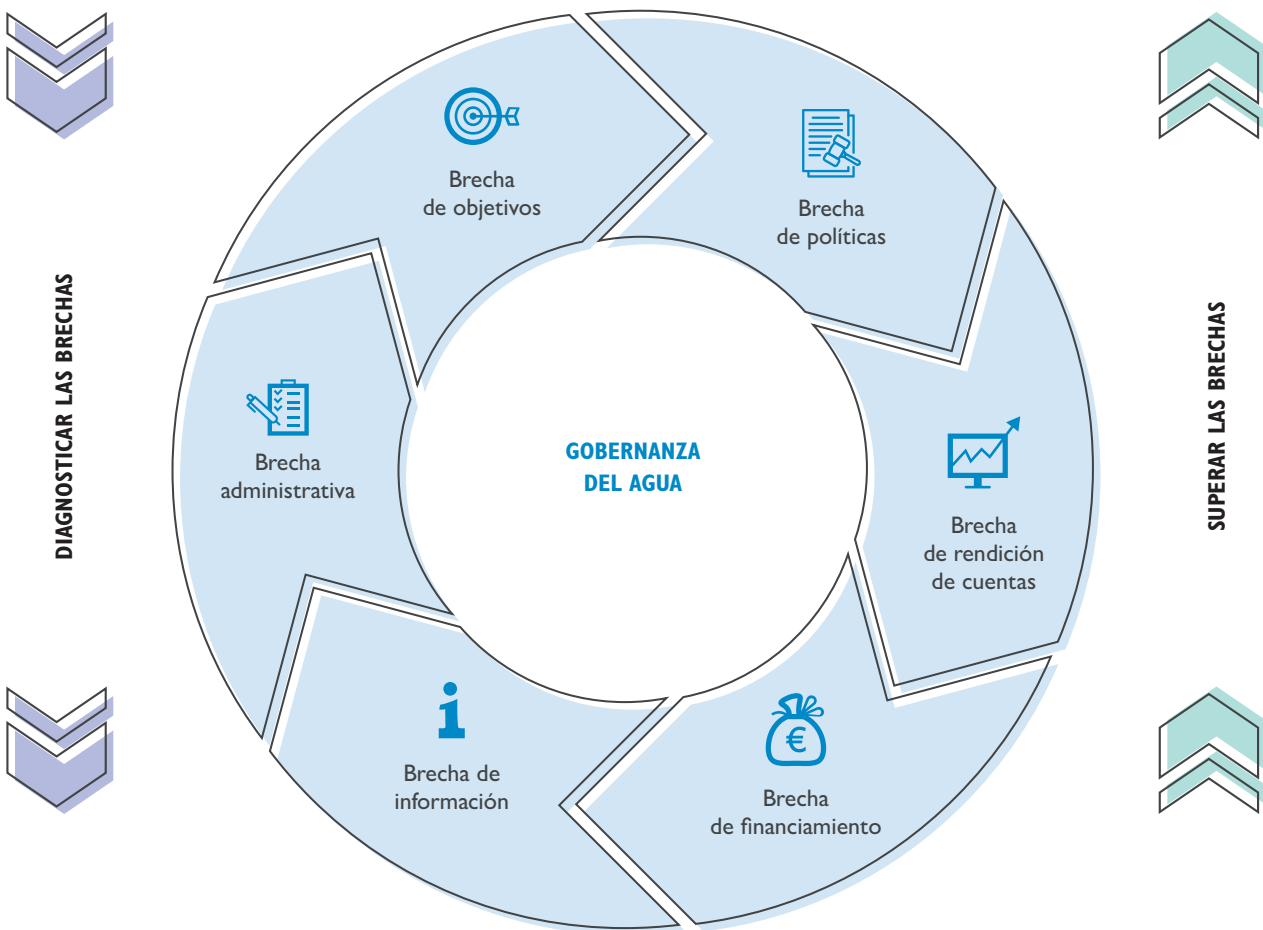 Brecha
de objetivos
Brecha
de políticas
DIAGNOSTICAR LAS BRECHAS
Brecha
administrativa
GOBERNANZA
DEL AGUA
Brecha
de rendición
de cuentas
SUPERAR LAS BRECHAS
Brecha de
información
€
Brecha
de financiamiento